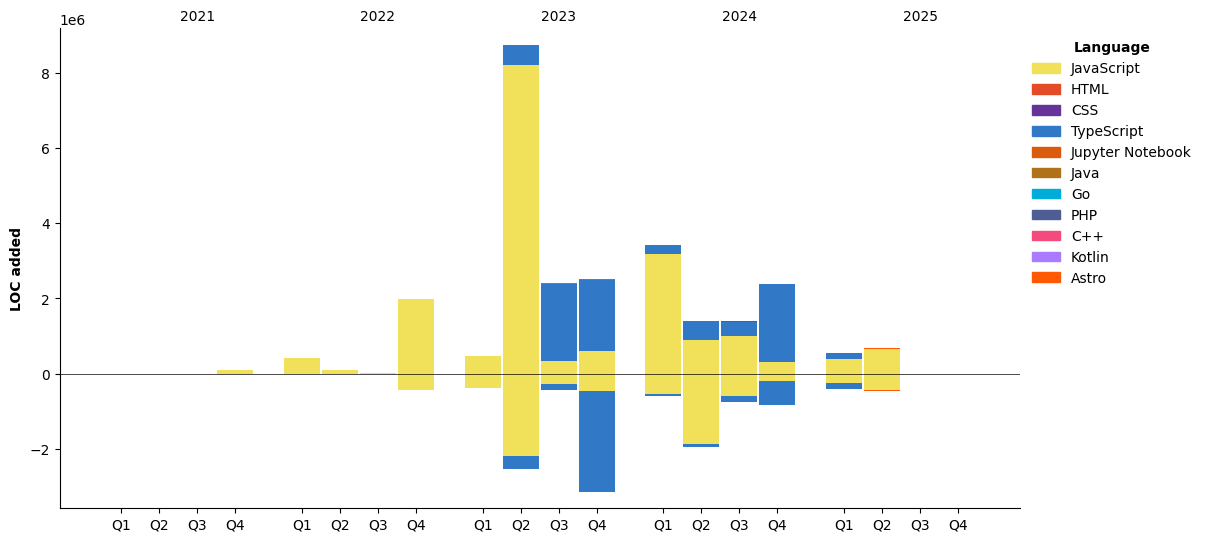 1e6
2021 2022 2023 2024 2025
8
6
4
2
0
−2
LOC added
Q1 Q2 Q3 Q4 Q1 Q2 Q3 Q4 Q1 Q2 Q3 Q4 Q1 Q2 Q3 Q4 Q1 Q2 Q3 Q4
Language
JavaScript
HTML
CSS
TypeScript
Jupyter Notebook
Java
Go
PHP
C++
Kotlin
Astro